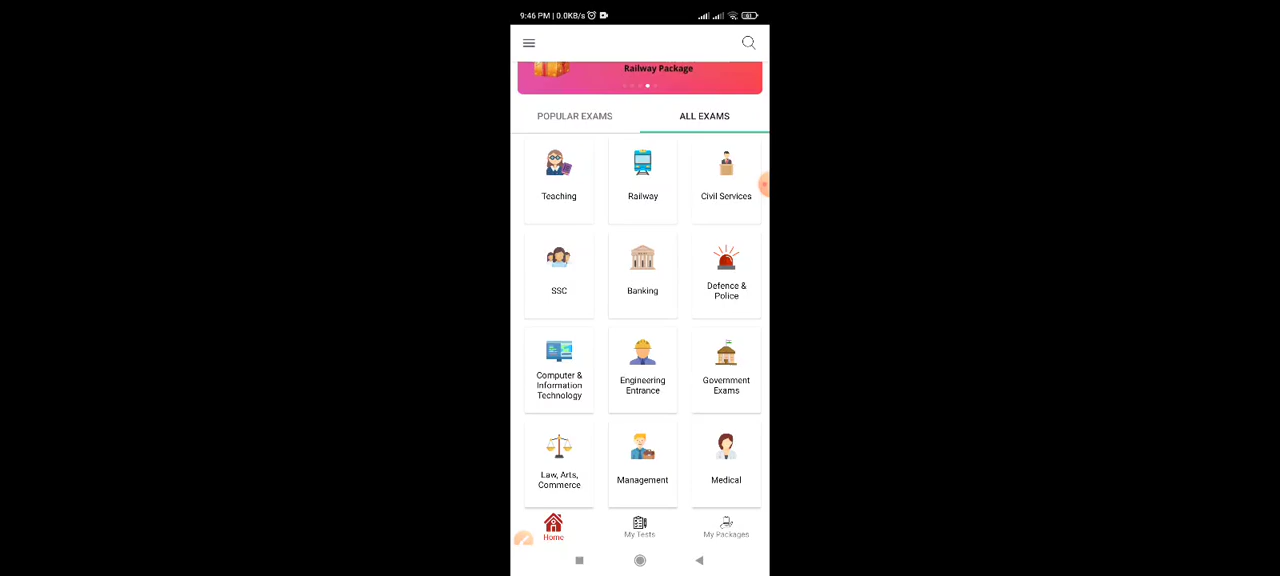 9:46 PM | 0.0KB/s
Railway Package
POPULAR EXAMS
ALL EXAMS
Teaching
Railway
Civil Services
SSC
Banking
Defence &
Police
Computer &
Information
Technology
Engineering
Entrance
Government
Exams
Law, Arts,
Commerce
Management
Medical
Home
My Tests
My Packages